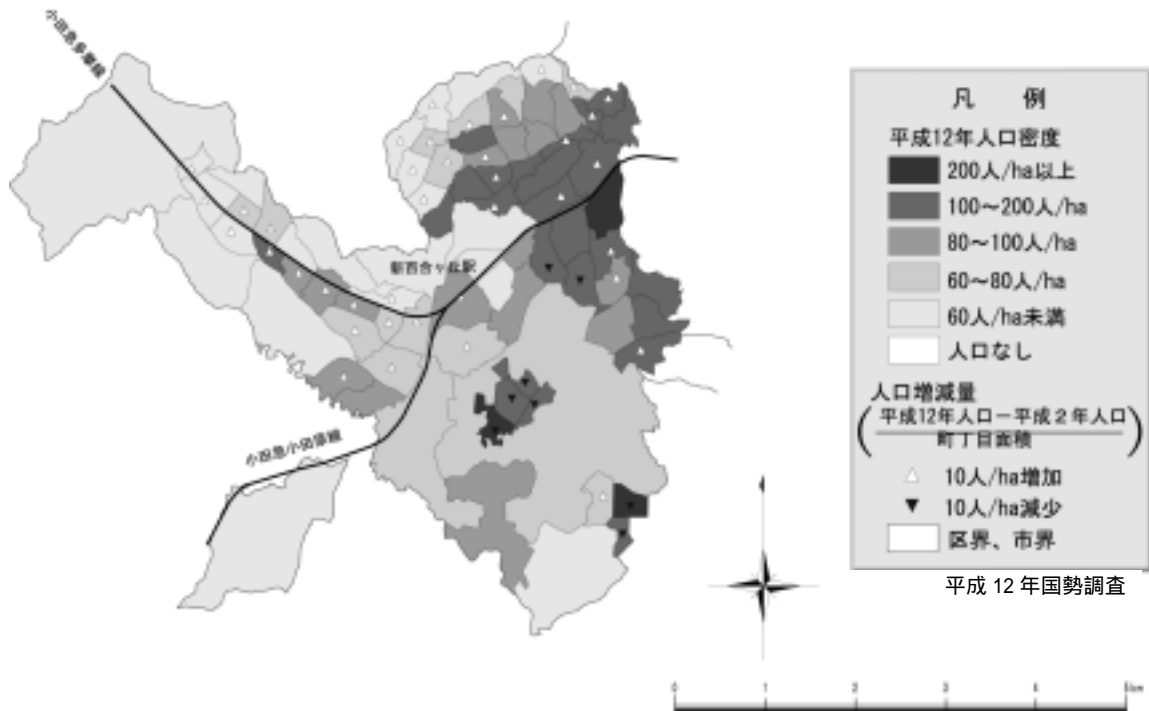 小田急多摩線
新百合ヶ丘駅
小田急小田原線
凡 例
平成12年人口密度
200人/ha以上
100～200人/ha
80～100人/ha
60～80人/ha
60人/ha未満
人口なし
人口増減量
平成12年人口－平成２年人口
町丁目面積
10人/ha増加
10人/ha減少
区界、市界
平成 12 年国勢調査
0 1 2 3 4 5km